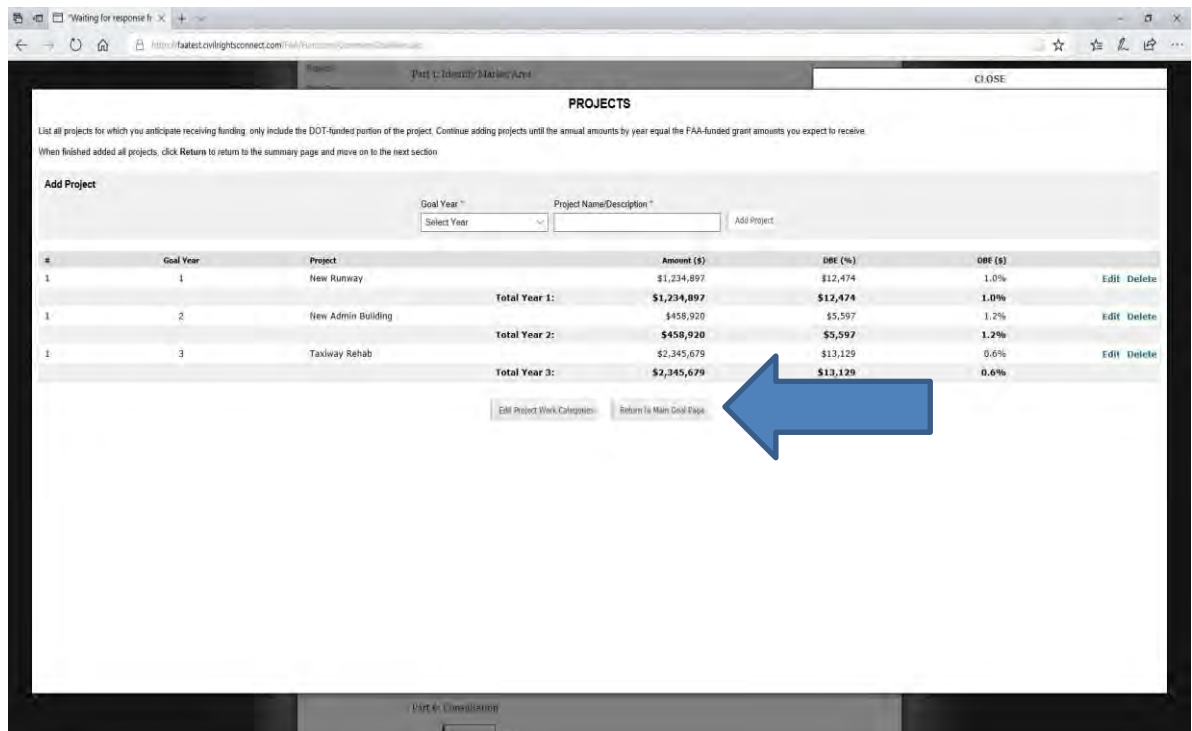 "Waiting for response fr
faatest.civilrightsconnect.com
Part 1: Identify Market Area
CLOSE
PROJECTS
List all projects for which you anticipate receiving funding, only include the DOT-funded portion of the project. Continue adding projects until the annual amounts by year equal the FAA-funded grant amounts you expect to receive.
When finished added all projects, click Return to return to the summary page and move on to the next section
Add Project
Goal Year * Project Name/Description *
Select Year Add Project
# Goal Year Project Amount ($) DBE (%) DBE ($)
1 1 New Runway $1,234,897 $12,474 1.0% Edit Delete
Total Year 1: $1,234,897 $12,474 1.0%
1 2 New Admin Building $458,920 $5,597 1.2% Edit Delete
Total Year 2: $458,920 $5,597 1.2%
1 3 Taxiway Rehab $2,345,679 $13,129 0.6% Edit Delete
Total Year 3: $2,345,679 $13,129 0.6%
Edit Project Work Categories Return to Main Goal Page
Part 6: Consultation